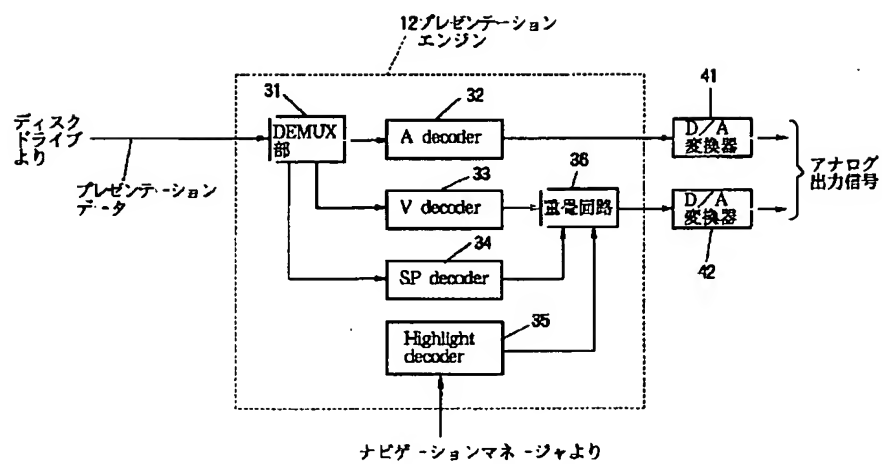 12プレゼンテーション
エンジン
ディスク
ドライブ
より
プレゼンテーション
データ
31
DEMUX
部
32
A decoder
33
V decoder
34
SP decoder
35
Highlight
decoder
36
重畳回路
41
D/A
変換器
D/A
変換器
42
アナログ
出力信号
ナビゲーションマネージャより